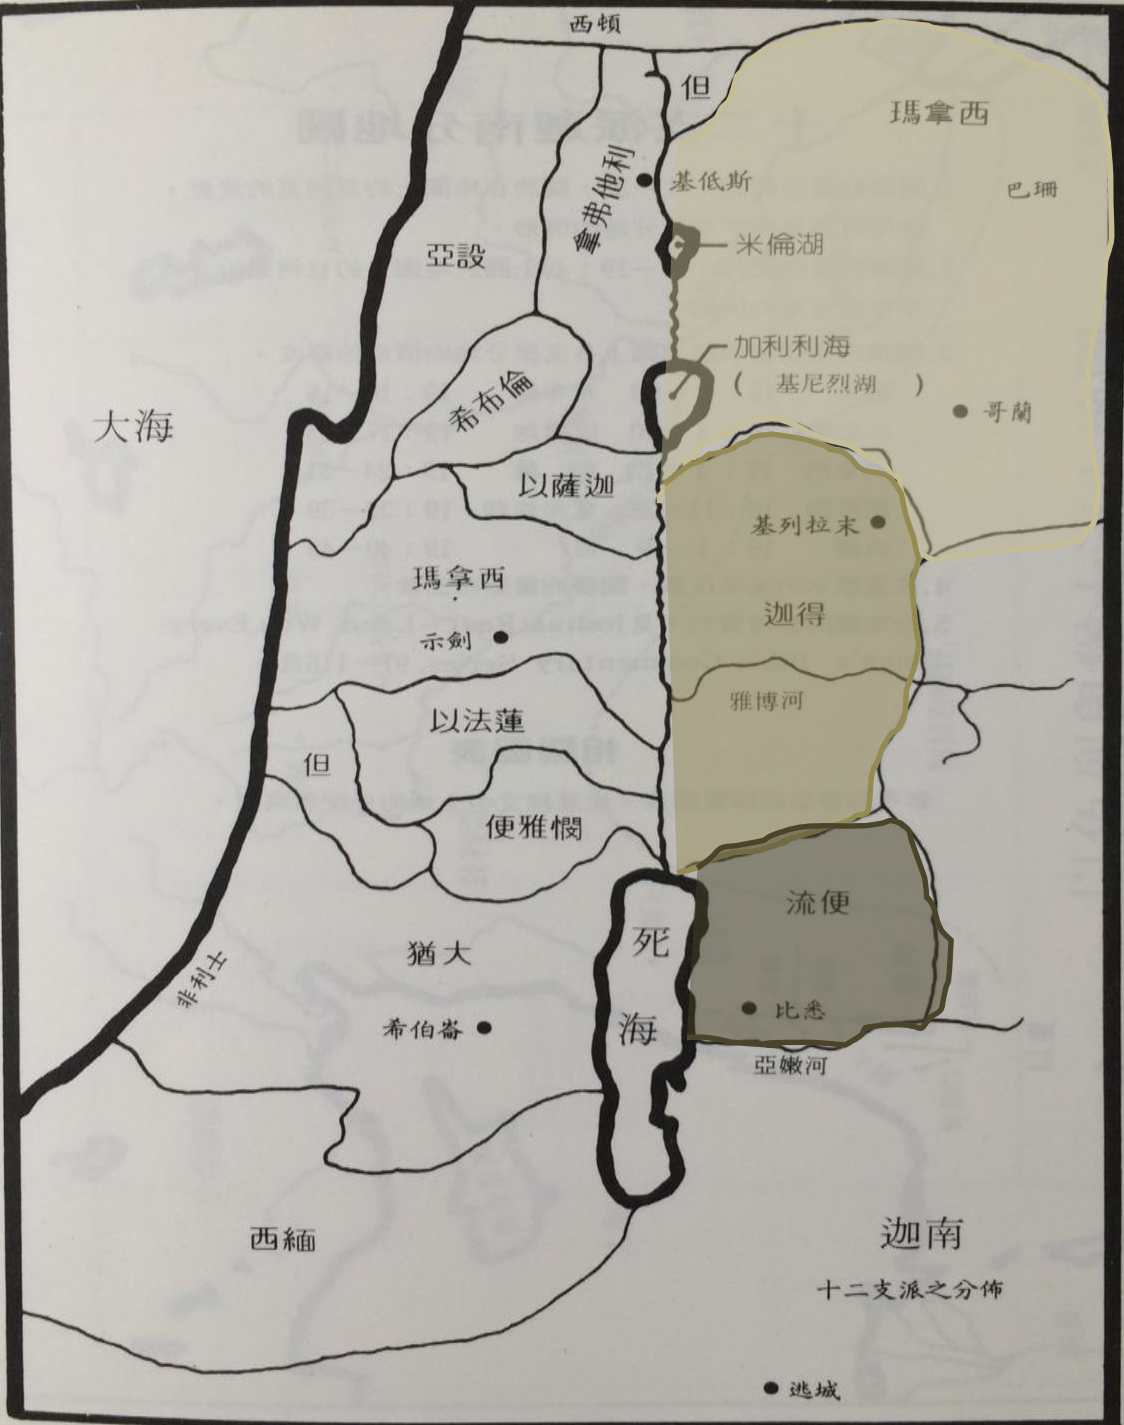 西頓
但
瑪拿西
拿弗他利
基低斯
巴珊
米倫湖
亞設
加利利海
( 基尼烈湖 )
希布倫
哥蘭
大海
以薩迦
基列拉末
瑪拿西
示劍
迦得
雅博河
以法蓮
但
便雅憫
流便
死海
猶大
非利士
希伯崙
比悉
亞嫩河
西緬
迦南
十二支派之分佈
逃城